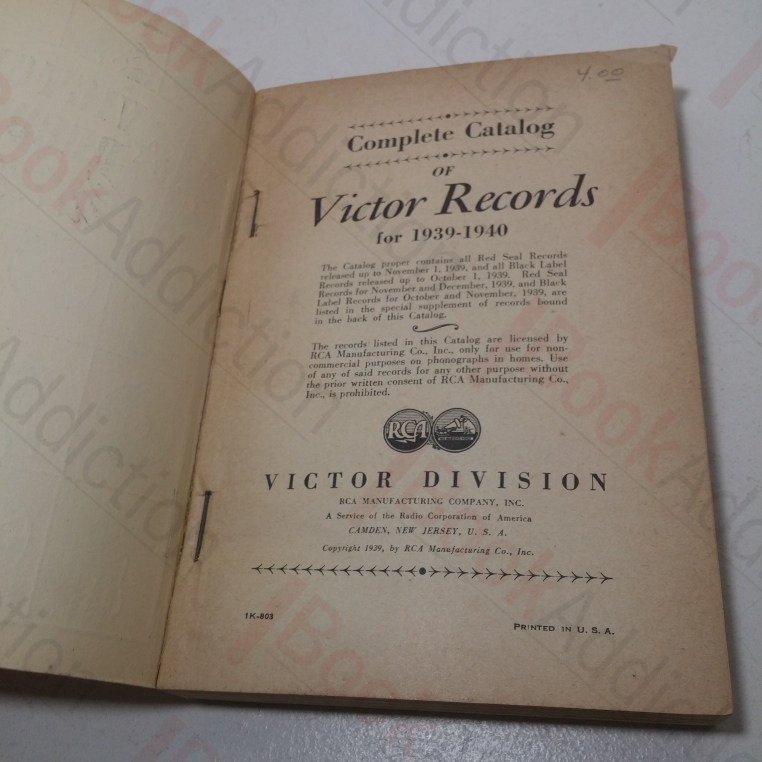 4.00
Complete Catalog
OF
Victor Records
for 1939-1940
The Catalog proper contains all Red Seal Records
released up to November 1, 1939, and all Black Label
Records released up to October 1, 1939. Red Seal
Records for November and December, 1939, and Black
Label Records for October and November, 1939, are
listed in the special supplement of records bound
in the back of this Catalog.
The records listed in this Catalog are licensed by
RCA Manufacturing Co., Inc., only for use for non-
commercial purposes on phonographs in homes. Use
of any of said records for any other purpose without
the prior written consent of RCA Manufacturing Co.,
Inc., is prohibited.
RCA
VICTOR DIVISION
RCA MANUFACTURING COMPANY, INC.
A Service of the Radio Corporation of America
CAMDEN, NEW JERSEY, U. S. A.
Copyright 1939, by RCA Manufacturing Co., Inc.
1K-803
PRINTED IN U. S. A.
BookAddiction